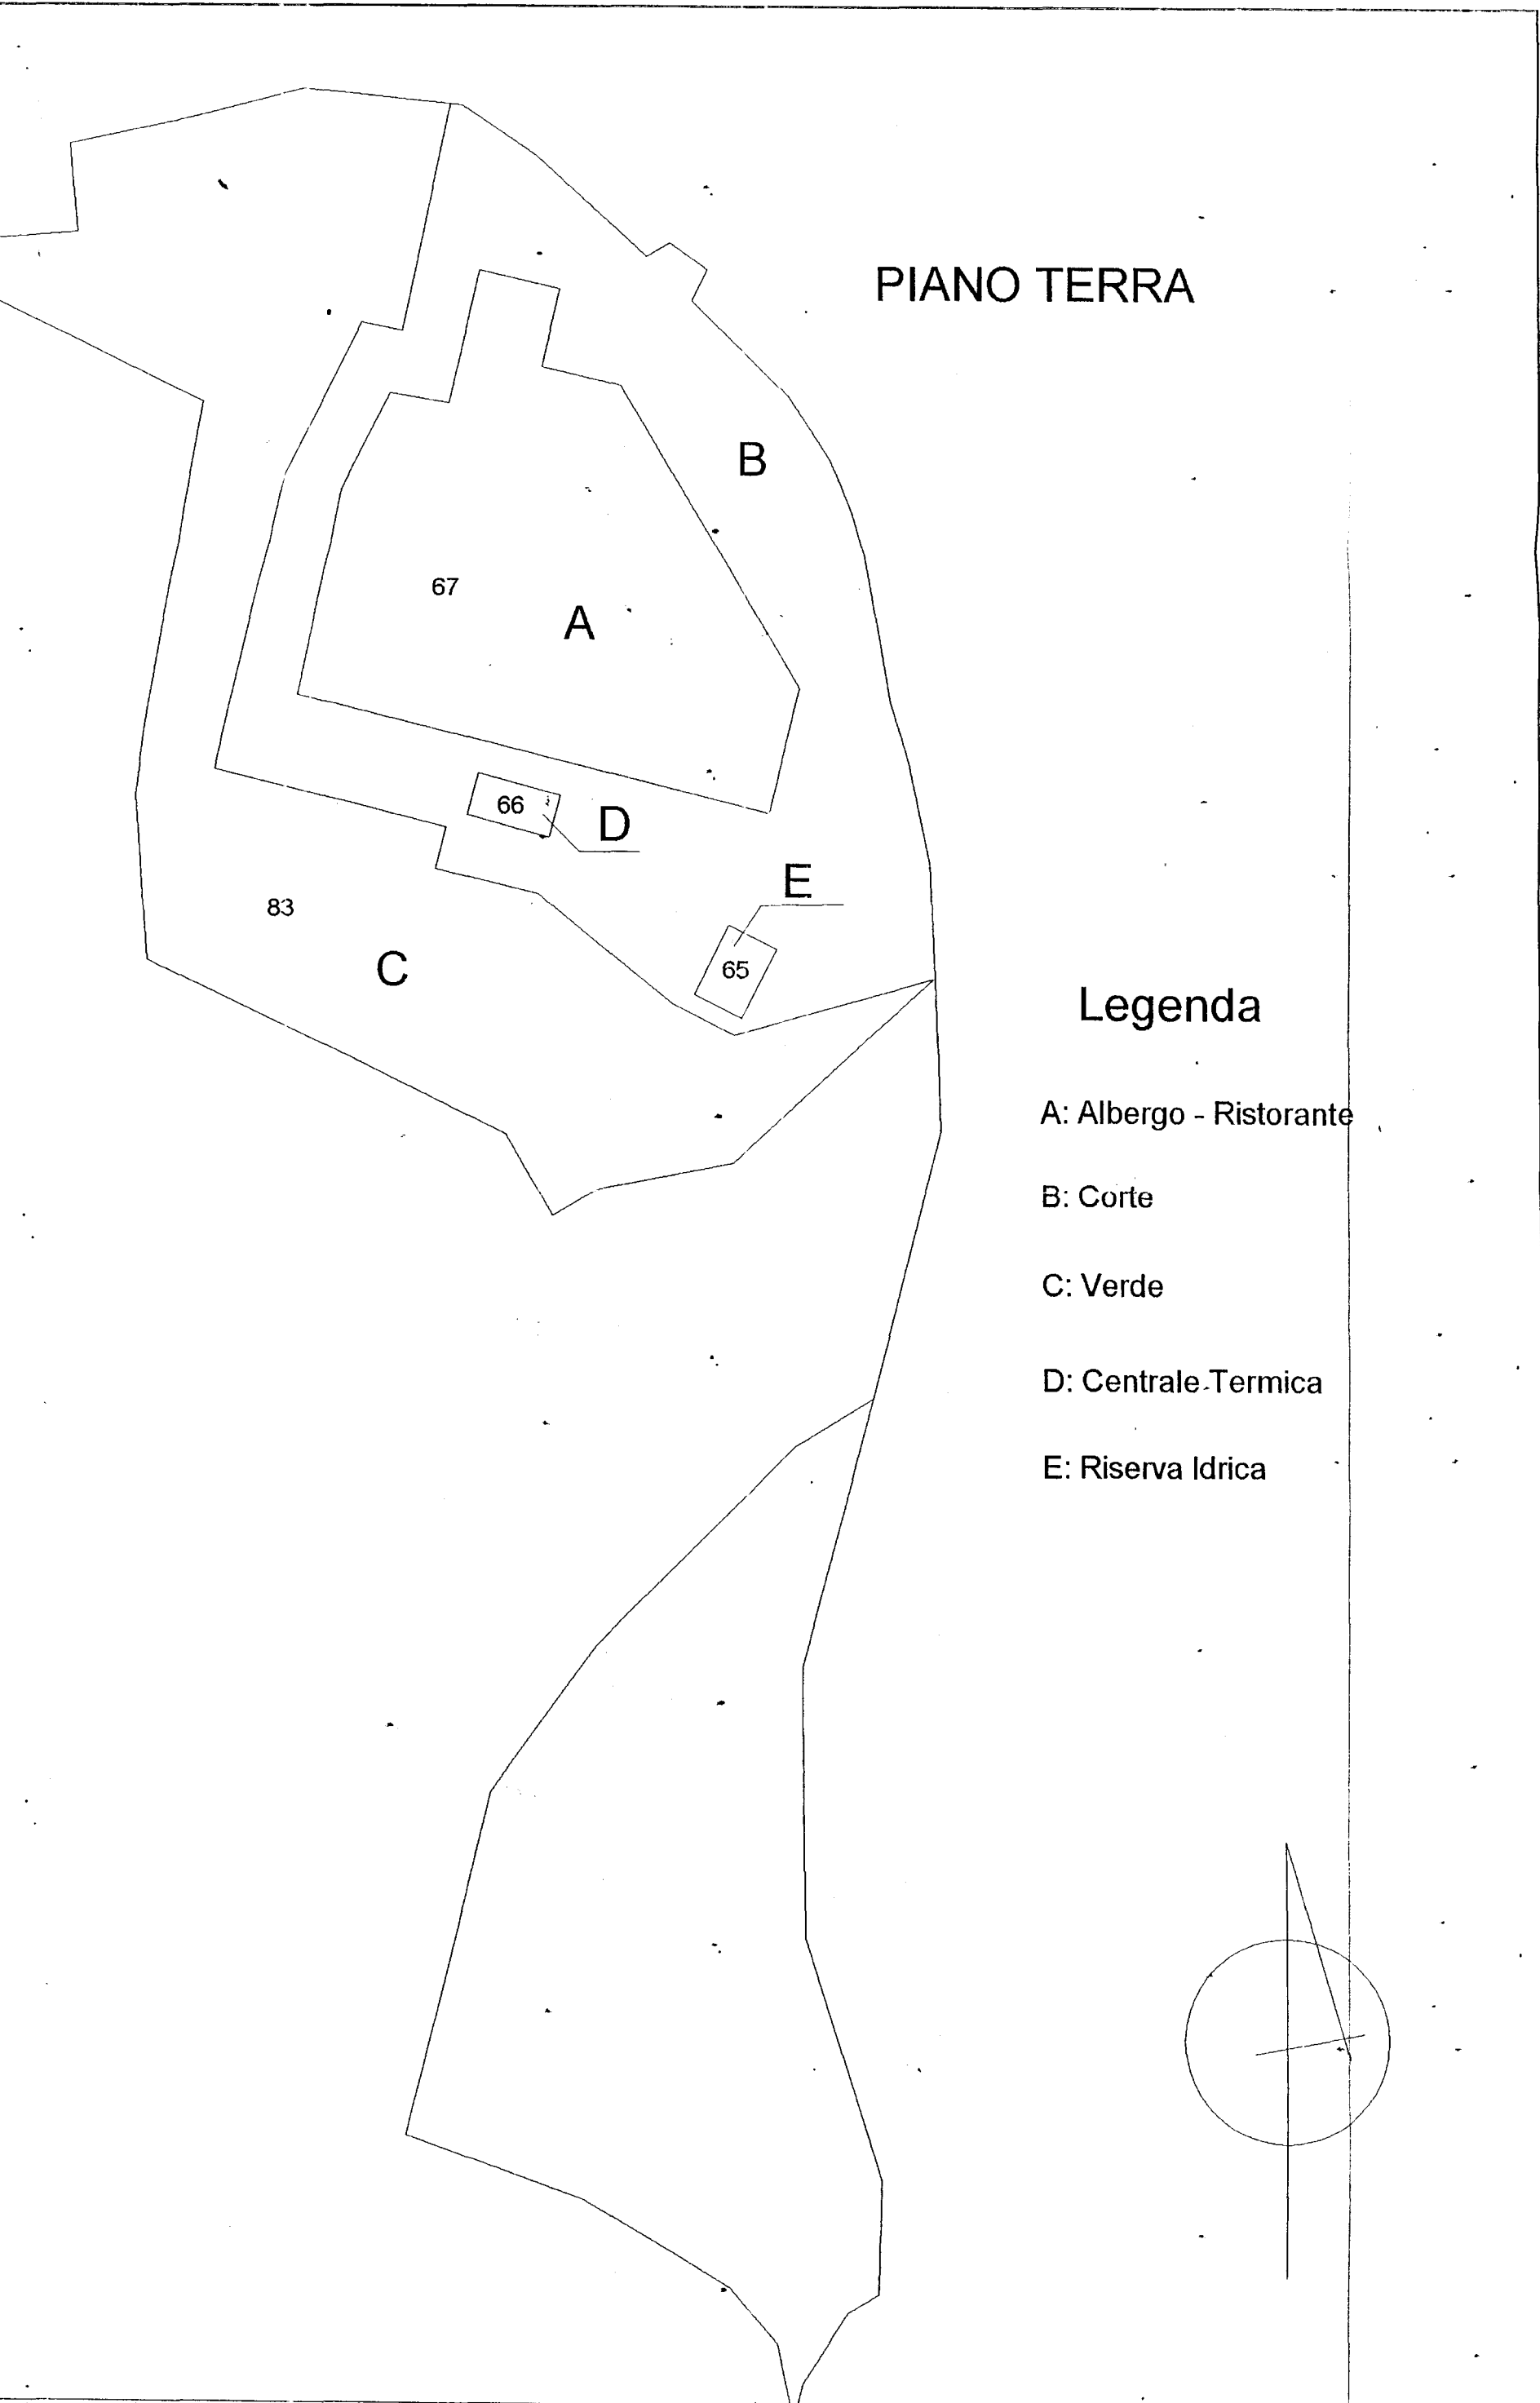 PIANO TERRA
B
67
A
66
D
E
83
C
65
Legenda
A: Albergo - Ristorante
B: Corte
C: Verde
D: Centrale Termica
E: Riserva Idrica